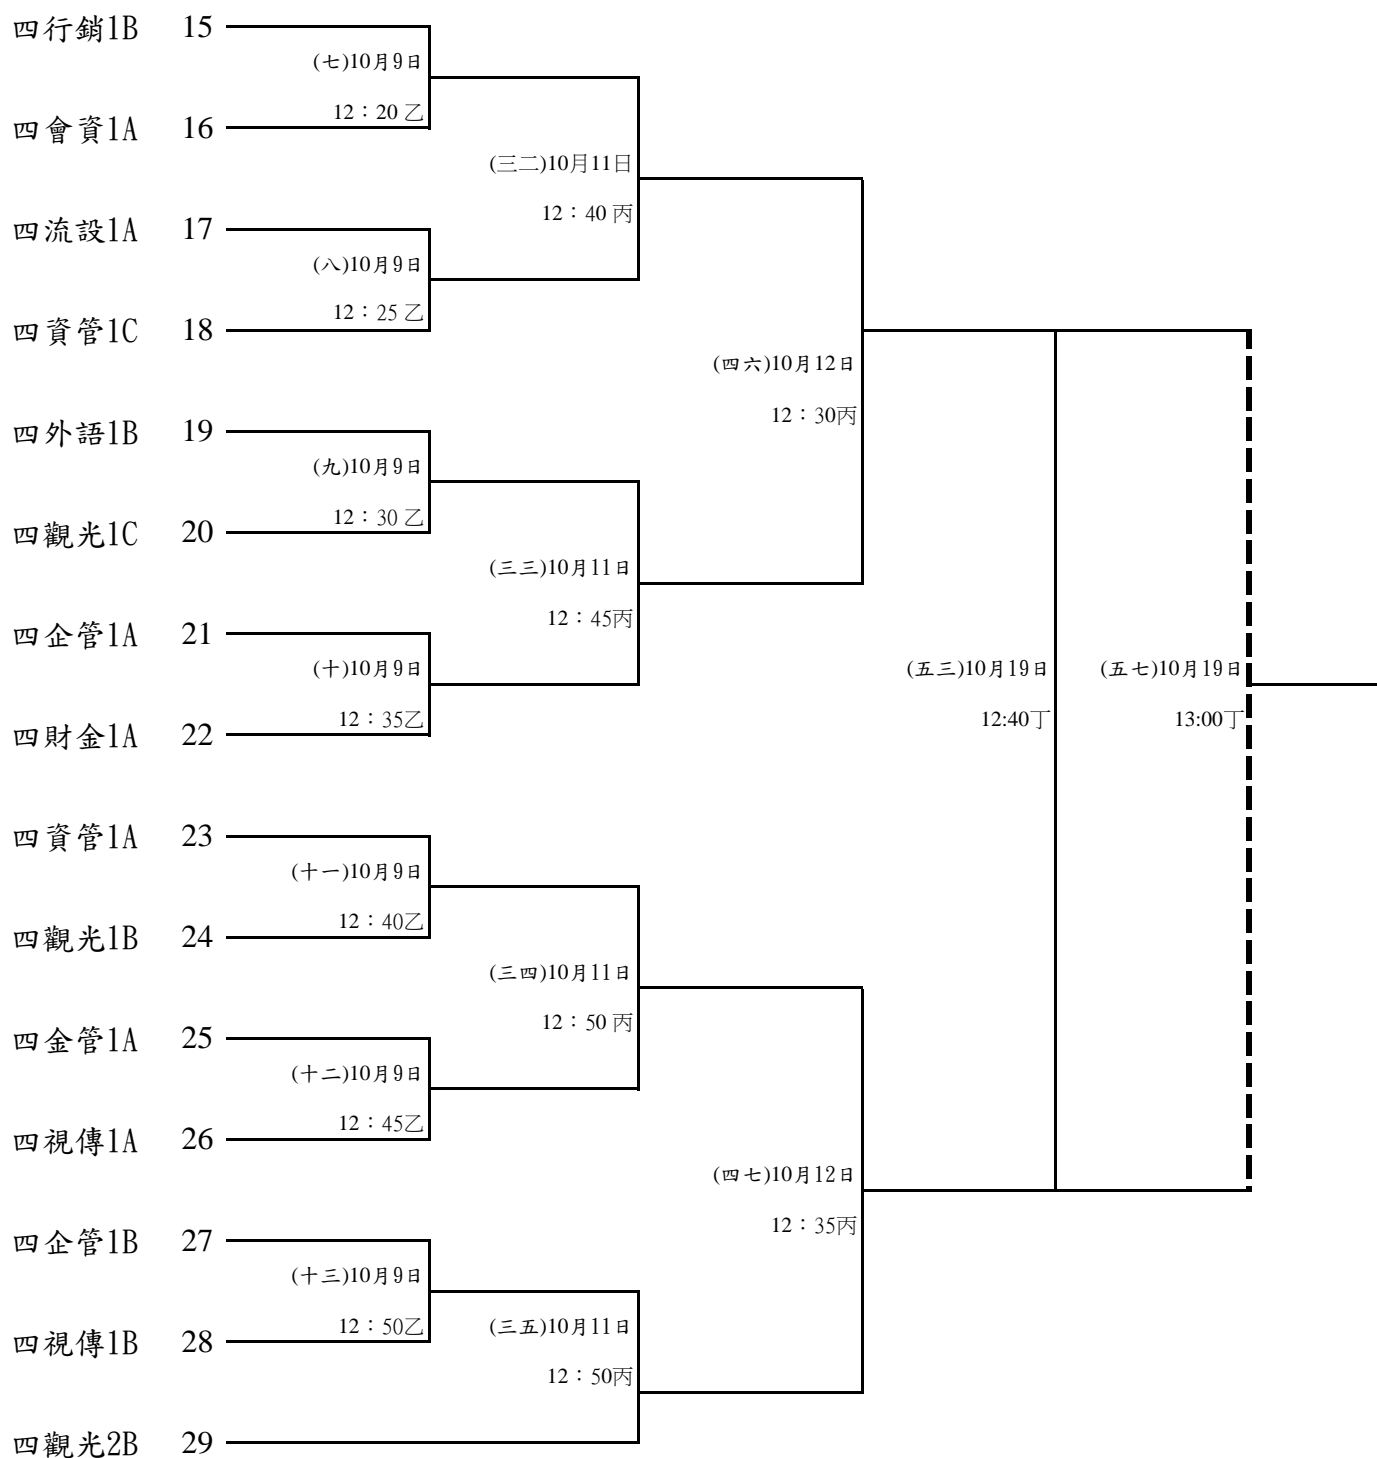 四行銷1B 15
(七)10月9日
12：20 乙
四會資1A 16
(三二)10月11日
12：40 丙
四流設1A 17
(八)10月9日
12：25 乙
四資管1C 18
(四六)10月12日
12：30丙
四外語1B 19
(九)10月9日
12：30 乙
四觀光1C 20
(三三)10月11日
12：45丙
四企管1A 21
(十)10月9日 (五三)10月19日 (五七)10月19日
12：35乙 12:40丁 13:00丁
四財金1A 22
四資管1A 23
(十一)10月9日
12：40乙
四觀光1B 24
(三四)10月11日
12：50 丙
四金管1A 25
(十二)10月9日
12：45乙
四視傳1A 26
(四七)10月12日
12：35丙
四企管1B 27
(十三)10月9日
12：50乙 (三五)10月11日
四視傳1B 28
12：50丙
四觀光2B 29